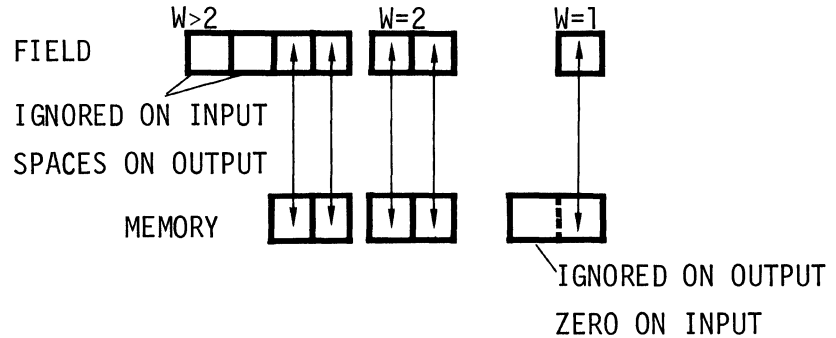 W>2 W=2 W=1
FIELD
IGNORED ON INPUT
SPACES ON OUTPUT
MEMORY
IGNORED ON OUTPUT
ZERO ON INPUT